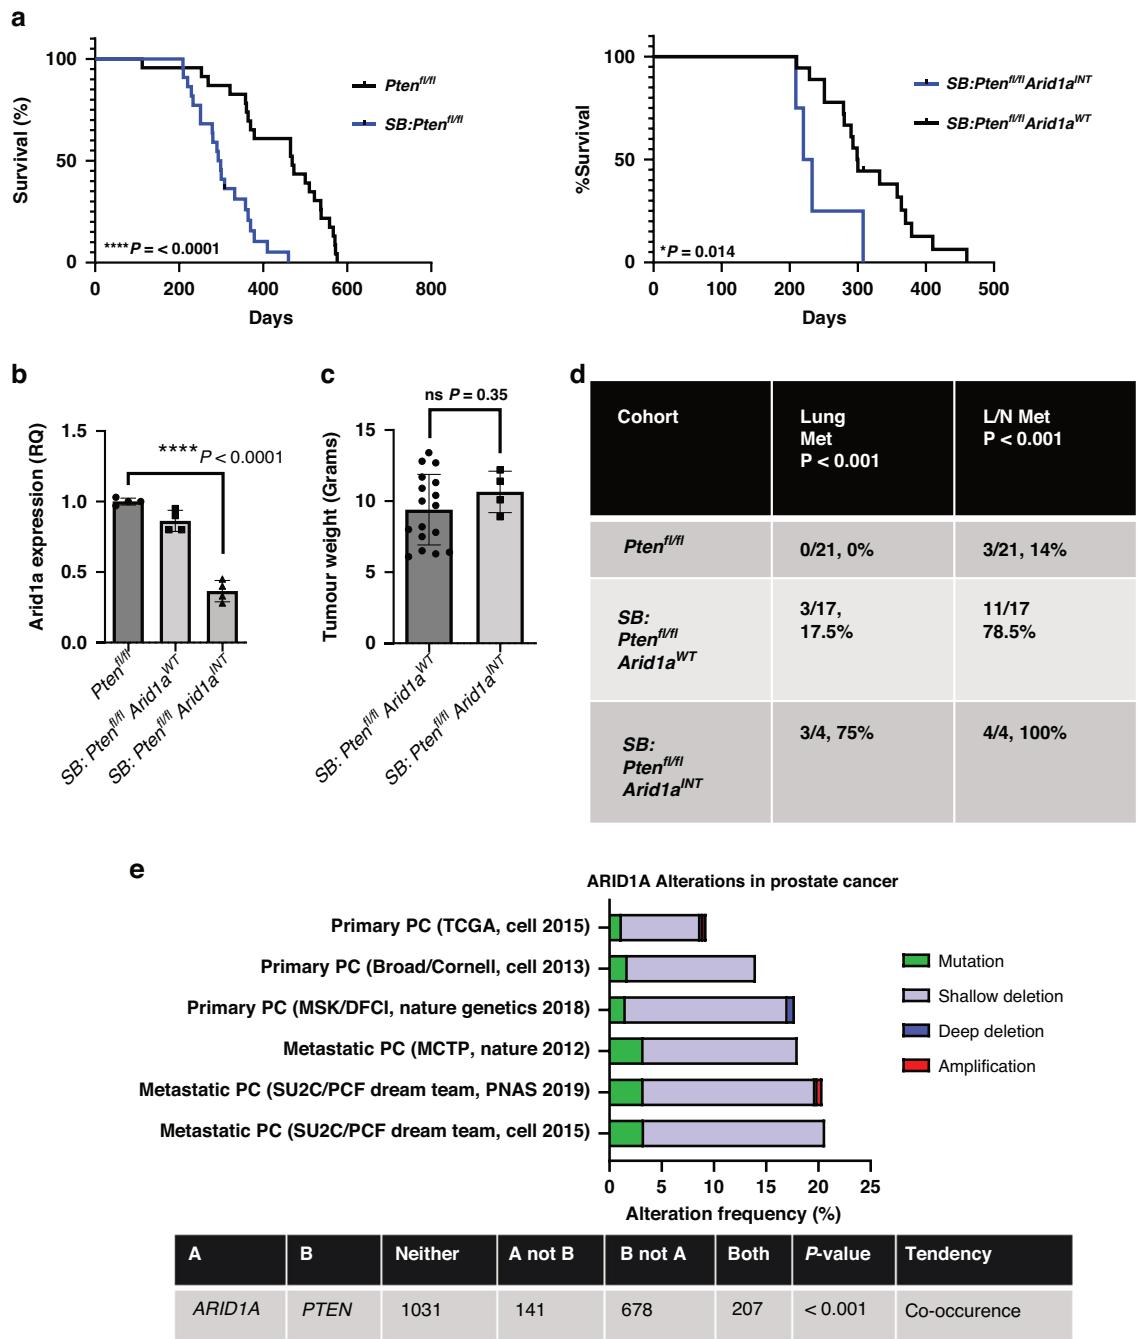 a
100
50
0
Survival (%)
0 200 400 600 800
Days
Pten^fl/fl
SB:Pten^fl/fl
****P = < 0.0001
100
50
0
%Survival
0 100 200 300 400 500
Days
SB:Pten^fl/fl Arid1a^INT
SB:Pten^fl/fl Arid1a^WT
*P = 0.014
b
Arid1a expression (RQ)
1.5
1.0
0.5
0.0
**** P < 0.0001
Pten^fl/fl
SB: Pten^fl/fl Arid1a^WT
SB: Pten^fl/fl Arid1a^INT
c
Tumour weight (Grams)
15
10
5
0
ns P = 0.35
SB: Pten^fl/fl Arid1a^WT
SB: Pten^fl/fl Arid1a^INT
d
Cohort
Lung
Met
P < 0.001
L/N Met
P < 0.001
Pten^fl/fl
0/21, 0%
3/21, 14%
SB:
Pten^fl/fl
Arid1a^WT
3/17,
17.5%
11/17
78.5%
SB:
Pten^fl/fl
Arid1a^INT
3/4, 75%
4/4, 100%
e
ARID1A Alterations in prostate cancer
Primary PC (TCGA, cell 2015)
Primary PC (Broad/Cornell, cell 2013)
Primary PC (MSK/DFCI, nature genetics 2018)
Metastatic PC (MCTP, nature 2012)
Metastatic PC (SU2C/PCF dream team, PNAS 2019)
Metastatic PC (SU2C/PCF dream team, cell 2015)
0 5 10 15 20 25
Alteration frequency (%)
Mutation
Shallow deletion
Deep deletion
Amplification
A B Neither A not B B not A Both P-value Tendency
ARID1A PTEN 1031 141 678 207 < 0.001 Co-occurence